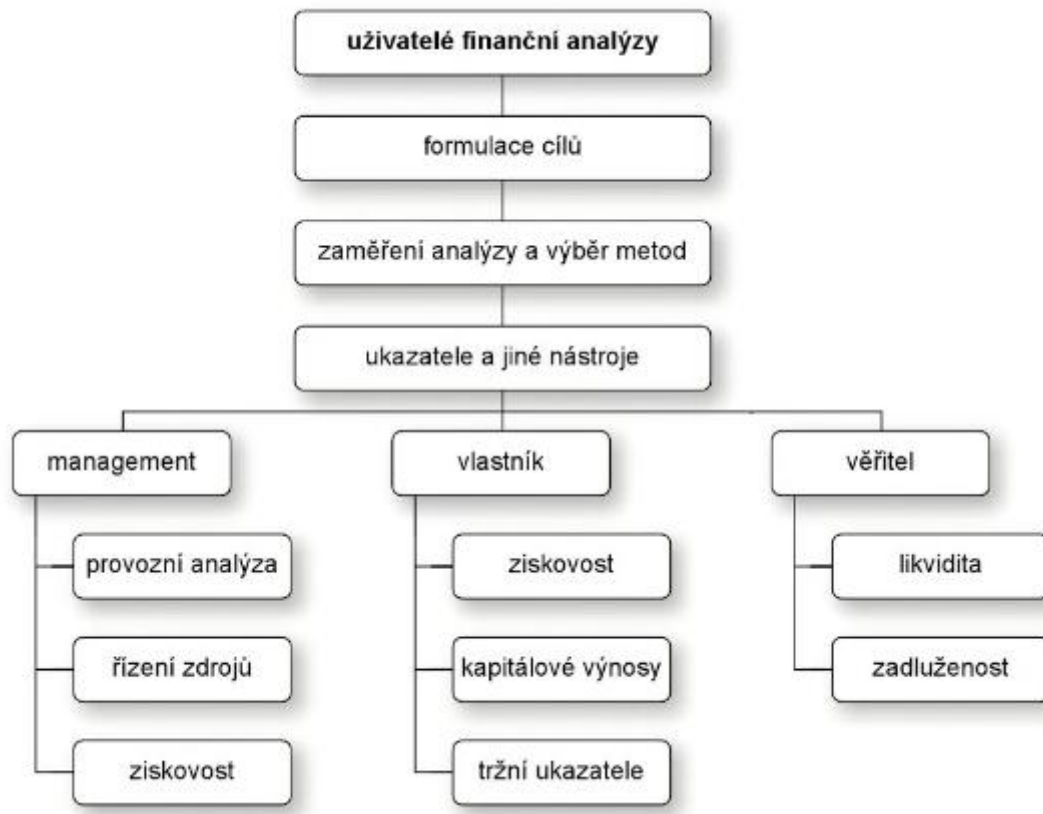 uživatelé finanční analýzy
formulace cílů
zaměření analýzy a výběr metod
ukazatele a jiné nástroje
management
vlastník
věřitel
provozní analýza
ziskovost
likvidita
řízení zdrojů
kapitálové výnosy
zadluženost
ziskovost
tržní ukazatele